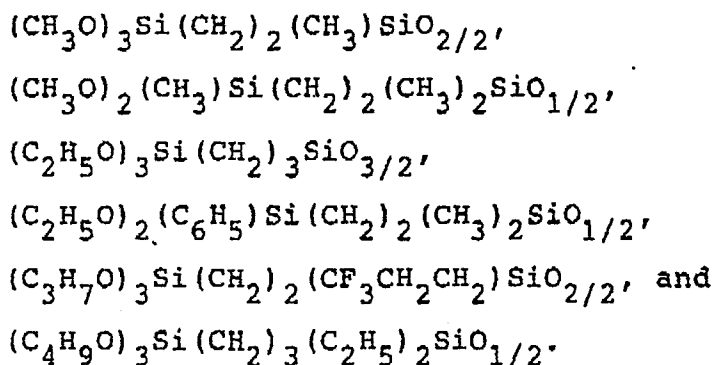 (CH₃O)₃Si(CH₂)₂(CH₃)SiO₂/₂,
(CH₃O)₂(CH₃)Si(CH₂)₂(CH₃)₂SiO₁/₂,
(C₂H₅O)₃Si(CH₂)₃SiO₃/₂,
(C₂H₅O)₂(C₆H₅)Si(CH₂)₂(CH₃)₂SiO₁/₂,
(C₃H₇O)₃Si(CH₂)₂(CF₃CH₂CH₂)SiO₂/₂, and
(C₄H₉O)₃Si(CH₂)₃(C₂H₅)₂SiO₁/₂.